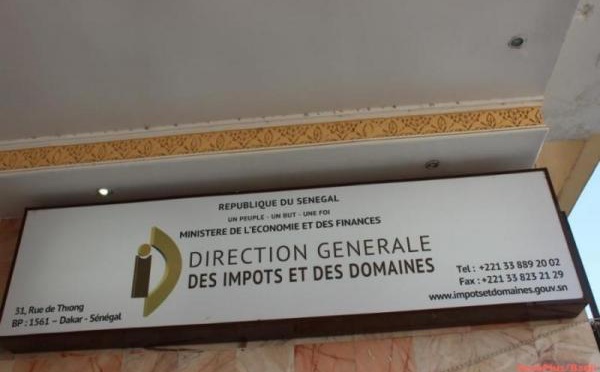 REPUBLIQUE DU SENEGAL
UN PEUPLE - UN BUT - UNE FOI
MINISTERE DE L'ECONOMIE ET DES FINANCES
DIRECTION GENERALE
DES IMPOTS ET DES DOMAINES
31, Rue de Thiong
BP : 1561 – Dakar - Sénégal
Tel : +221 33 889 20 02
Fax : +221 33 823 21 29
www.impotsetdomaines.gouv.sn